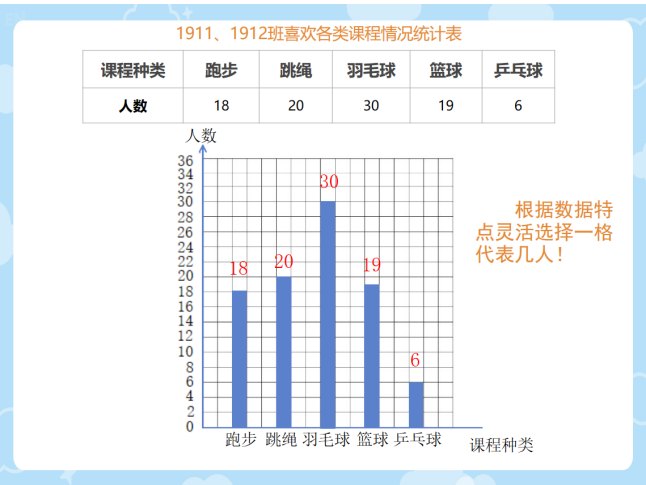 1911、1912班喜欢各类课程情况统计表
课程种类 跑步 跳绳 羽毛球 篮球 乒乓球
人数 18 20 30 19 6
人数
36
34
32
30
28
26
24
22
20
18
16
14
12
10
8
6
4
2
0
18
20
30
19
6
跑步 跳绳 羽毛球 篮球 乒乓球
课程种类
根据数据特
点灵活选择一格
代表几人！